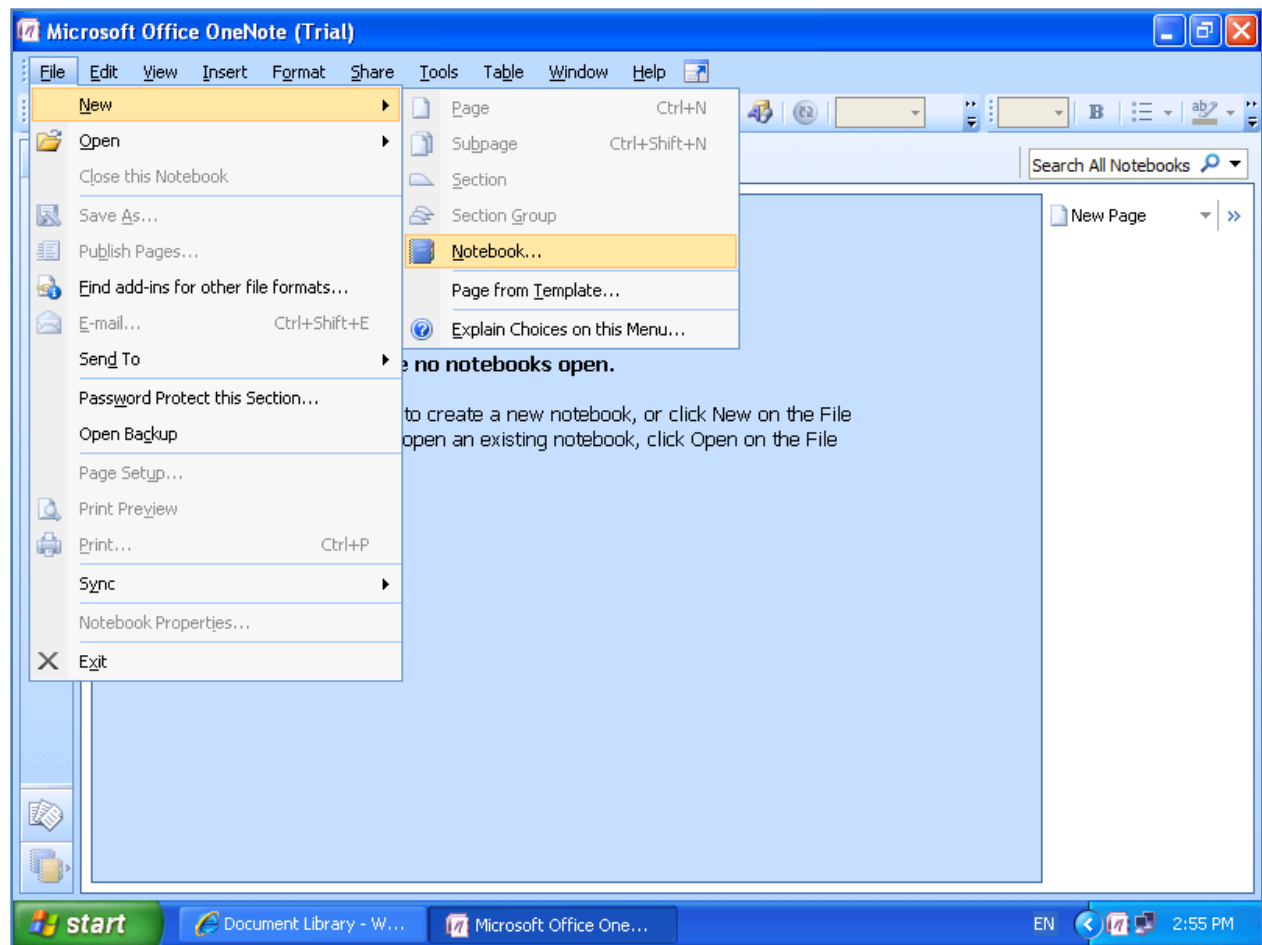 Microsoft Office OneNote (Trial)
File Edit View Insert Format Share Tools Table Window Help
New
Open
Close this Notebook
Save As...
Publish Pages...
Find add-ins for other file formats...
E-mail... Ctrl+Shift+E
Send To
Password Protect this Section...
Open Backup
Page Setup...
Print Preview
Print... Ctrl+P
Sync
Notebook Properties...
Exit
Page Ctrl+N
Subpage Ctrl+Shift+N
Section
Section Group
Notebook...
Page from Template...
Explain Choices on this Menu...
B ab
Search All Notebooks
New Page
e no notebooks open.
to create a new notebook, or click New on the File
open an existing notebook, click Open on the File
start Document Library - W... Microsoft Office One... EN 2:55 PM